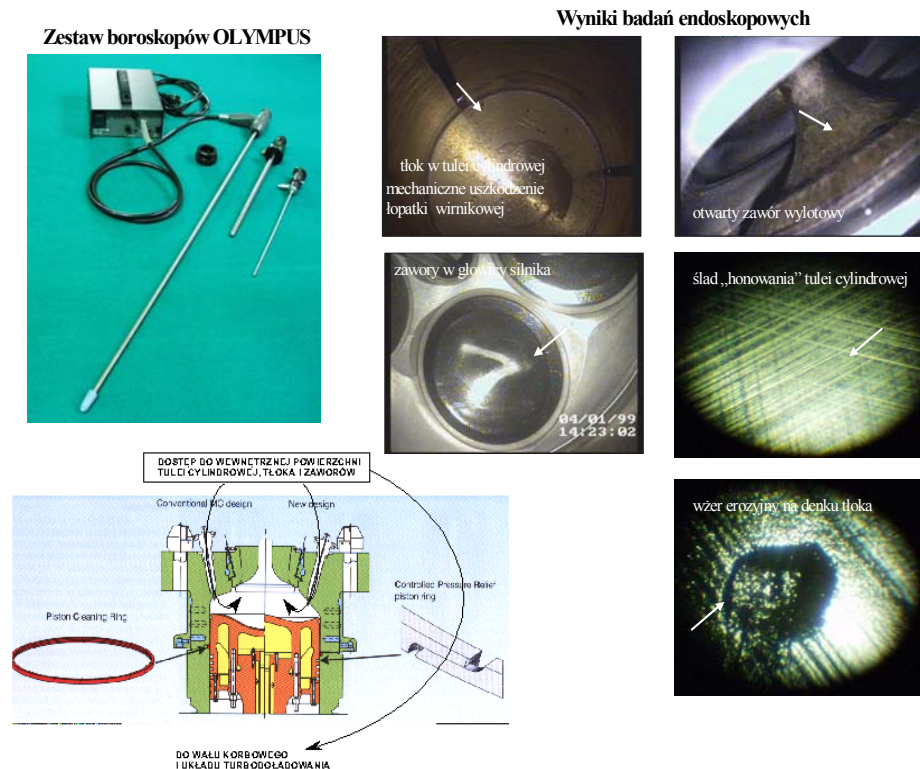 Zestaw boroskopów OLYMPUS
Wyniki badań endoskopowych
tłok w tulei cylindrowej
mechaniczne uszkodzenie
łopatki wirnikowej
otwarty zawór wylotowy
zawory w głowicy silnika
04/01/99
14:23:02
ślad „honowania” tulei cylindrowej
wżer erozyjny na denku tłoka
DOSTĘP DO WEWNĘTRZNEJ POWIERZCHNI
TULEI CYLINDROWEJ, TŁOKA I ZAWORÓW
Conventional MC design
New design
Piston Cleaning Ring
Controlled Pressure Relief
piston ring
DO WAŁU KORBOWEGO
I UKŁADU TURBODOŁADOWANIA